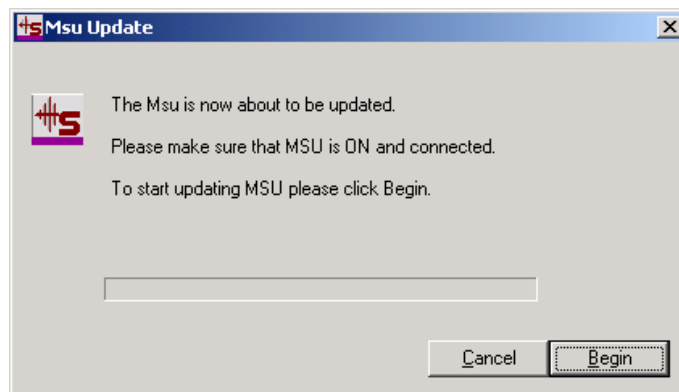 Msu Update
The Msu is now about to be updated.
Please make sure that MSU is ON and connected.
To start updating MSU please click Begin.
Cancel
Begin